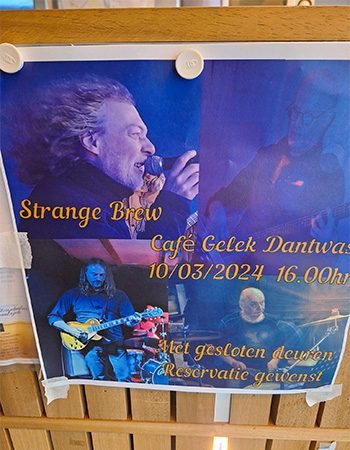 Strange Brew
Café Gelek Dantwas
10/03/2024 16.00hr
Met gesloten deuren
Reservatie gewenst